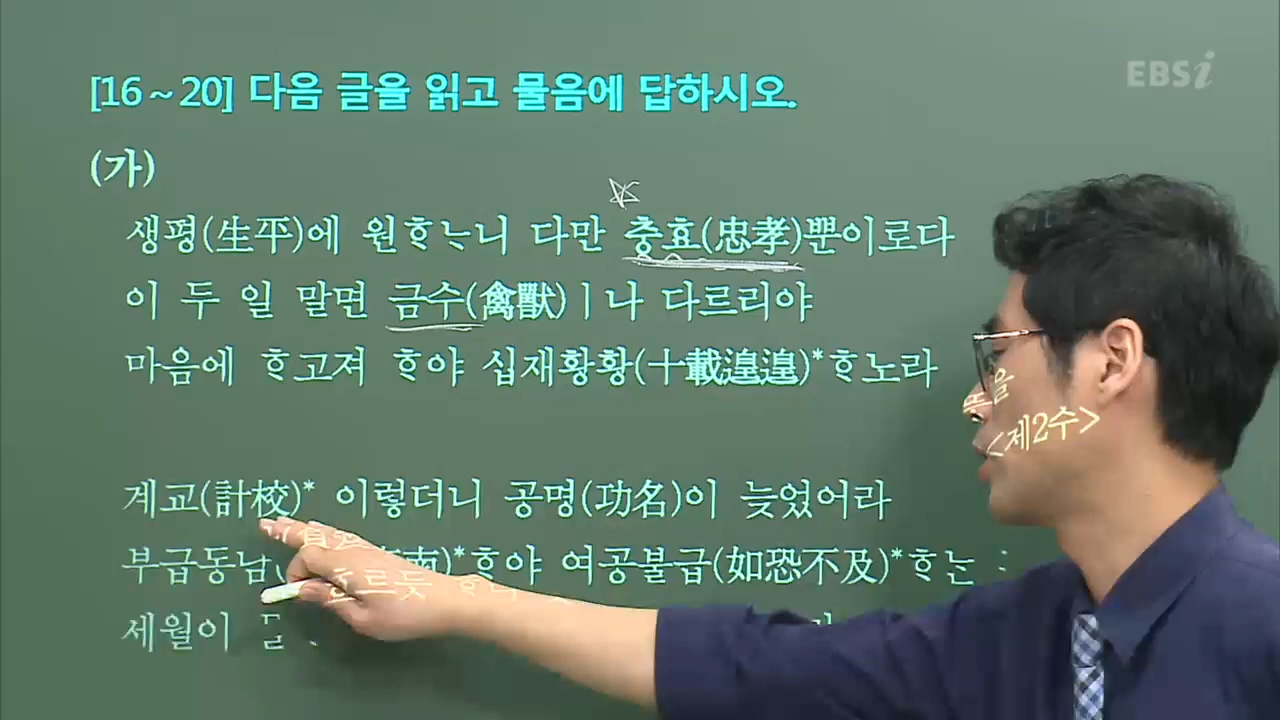 EBSi
[16～20] 다음 글을 읽고 물음에 답하시오.
(가)
생평(生平)에 원ᄒᆞᄂᆞ니 다만 충효(忠孝)뿐이로다
이 두 일 말면 금수(禽獸)ㅣ나 다르리야
마음에 ᄒᆞ고져 ᄒᆞ야 십재황황(十載遑遑)*ᄒᆞ노라
계교(計校)* 이렇더니 공명(功名)이 늦었어라
부급동남 南)*ᄒᆞ야 여공불급(如恐不及)*ᄒᆞᄂᆞᆫ
세월이
흐르듯
<제2수>